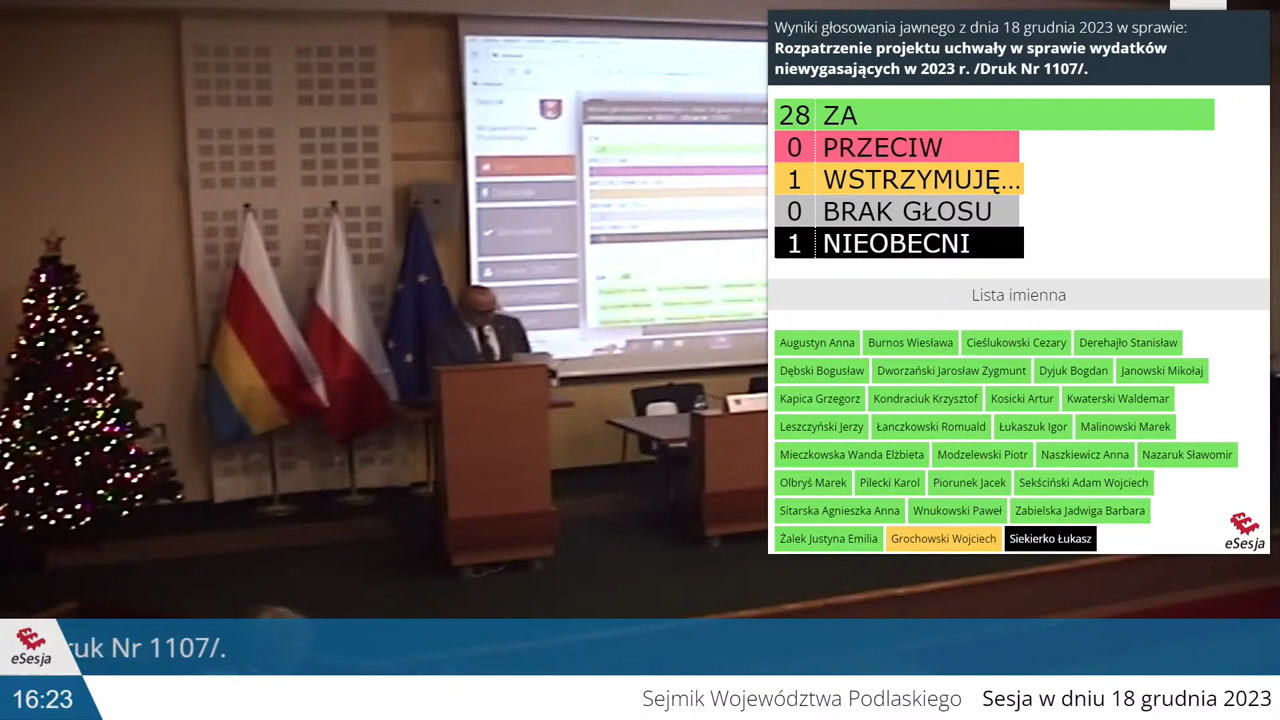 Wyniki głosowania jawnego z dnia 18 grudnia 2023 w sprawie:
Rozpatrzenie projektu uchwały w sprawie wydatków
niewygasających w 2023 r. /Druk Nr 1107/.
28 ZA
0 PRZECIW
1 WSTRZYMUJĘ...
0 BRAK GŁOSU
1 NIEOBECNI
Lista imienna
Augustyn Anna Burnos Wiesława Cieślukowski Cezary Derehajło Stanisław
Dębski Bogusław Dworzański Jarosław Zygmunt Dyjuk Bogdan Janowski Mikołaj
Kapica Grzegorz Kondraciuk Krzysztof Kosicki Artur Kwaterski Waldemar
Leszczyński Jerzy Łanczkowski Romuald Łukaszuk Igor Malinowski Marek
Mieczkowska Wanda Elżbieta Modzelewski Piotr Naszkiewicz Anna Nazaruk Sławomir
Olbryś Marek Pilecki Karol Piorunek Jacek Sekściński Adam Wojciech
Sitarska Agnieszka Anna Wnukowski Paweł Zabielska Jadwiga Barbara
Żalek Justyna Emilia Grochowski Wojciech Siekierko Łukasz
eSesja
eSesja
ruk Nr 1107/.
16:23
Sejmik Województwa Podlaskiego Sesja w dniu 18 grudnia 2023